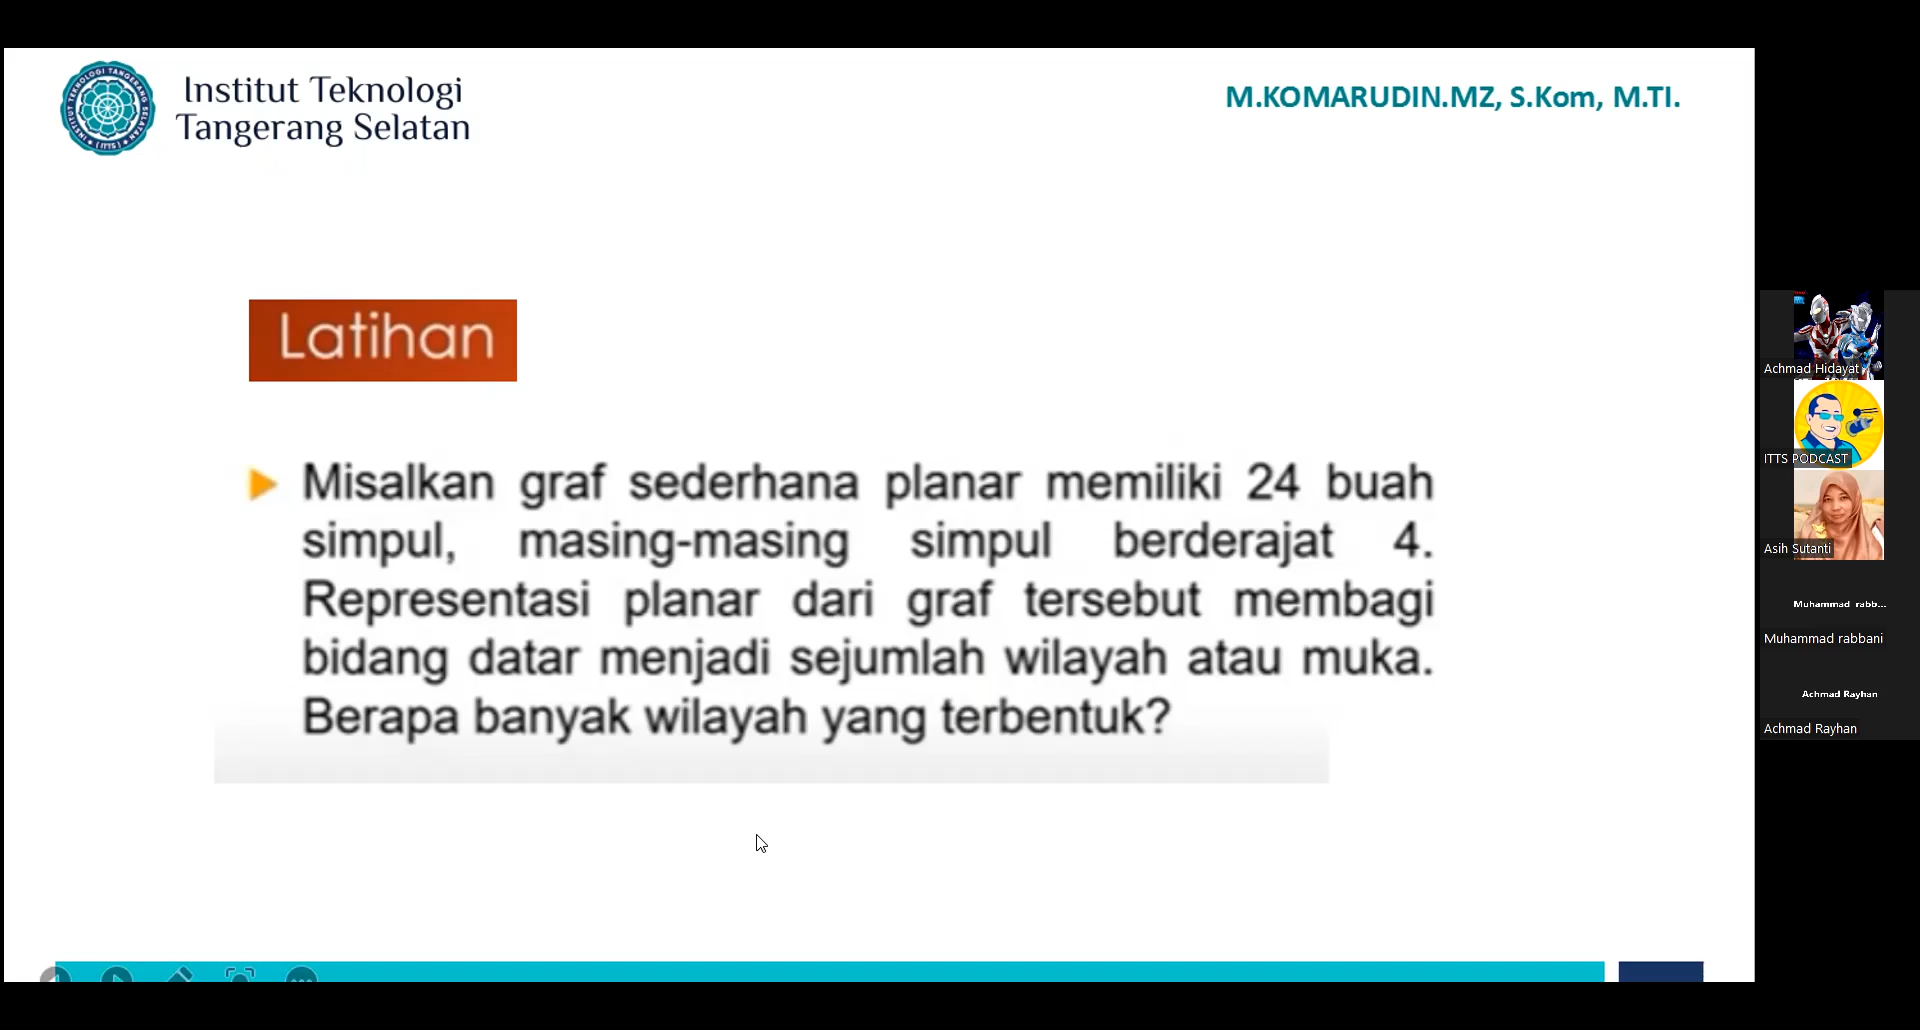 Institut Teknologi
Tangerang Selatan
M.KOMARUDIN.MZ, S.Kom, M.TI.
Latihan
Misalkan graf sederhana planar memiliki 24 buah
simpul, masing-masing simpul berderajat 4.
Representasi planar dari graf tersebut membagi
bidang datar menjadi sejumlah wilayah atau muka.
Berapa banyak wilayah yang terbentuk?
Achmad Hidayat
ITTS PODCAST
Asih Sutanti
Muhammad rabb...
Muhammad rabbani
Achmad Rayhan
Achmad Rayhan